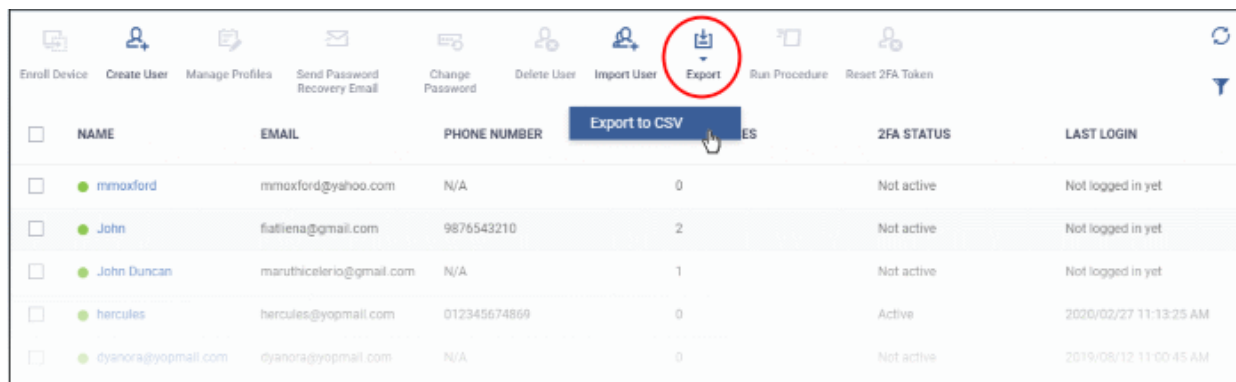 Enroll Device Create User Manage Profiles Send Password Recovery Email Change Password Delete User Import User Export Run Procedure Reset 2FA Token
Export to CSV
NAME EMAIL PHONE NUMBER ES 2FA STATUS LAST LOGIN
mmoxford mmoxford@yahoo.com N/A 0 Not active Not logged in yet
John fiatliena@gmail.com 9876543210 2 Not active Not logged in yet
John Duncan maruthicelerio@gmail.com N/A 1 Not active Not logged in yet
hercules hercules@yopmail.com 012345674869 0 Active 2020/02/27 11:13:25 AM
dyanora@yopmail.com dyanora@yopmail.com N/A 0 Not active 2019/08/12 11:00:45 AM